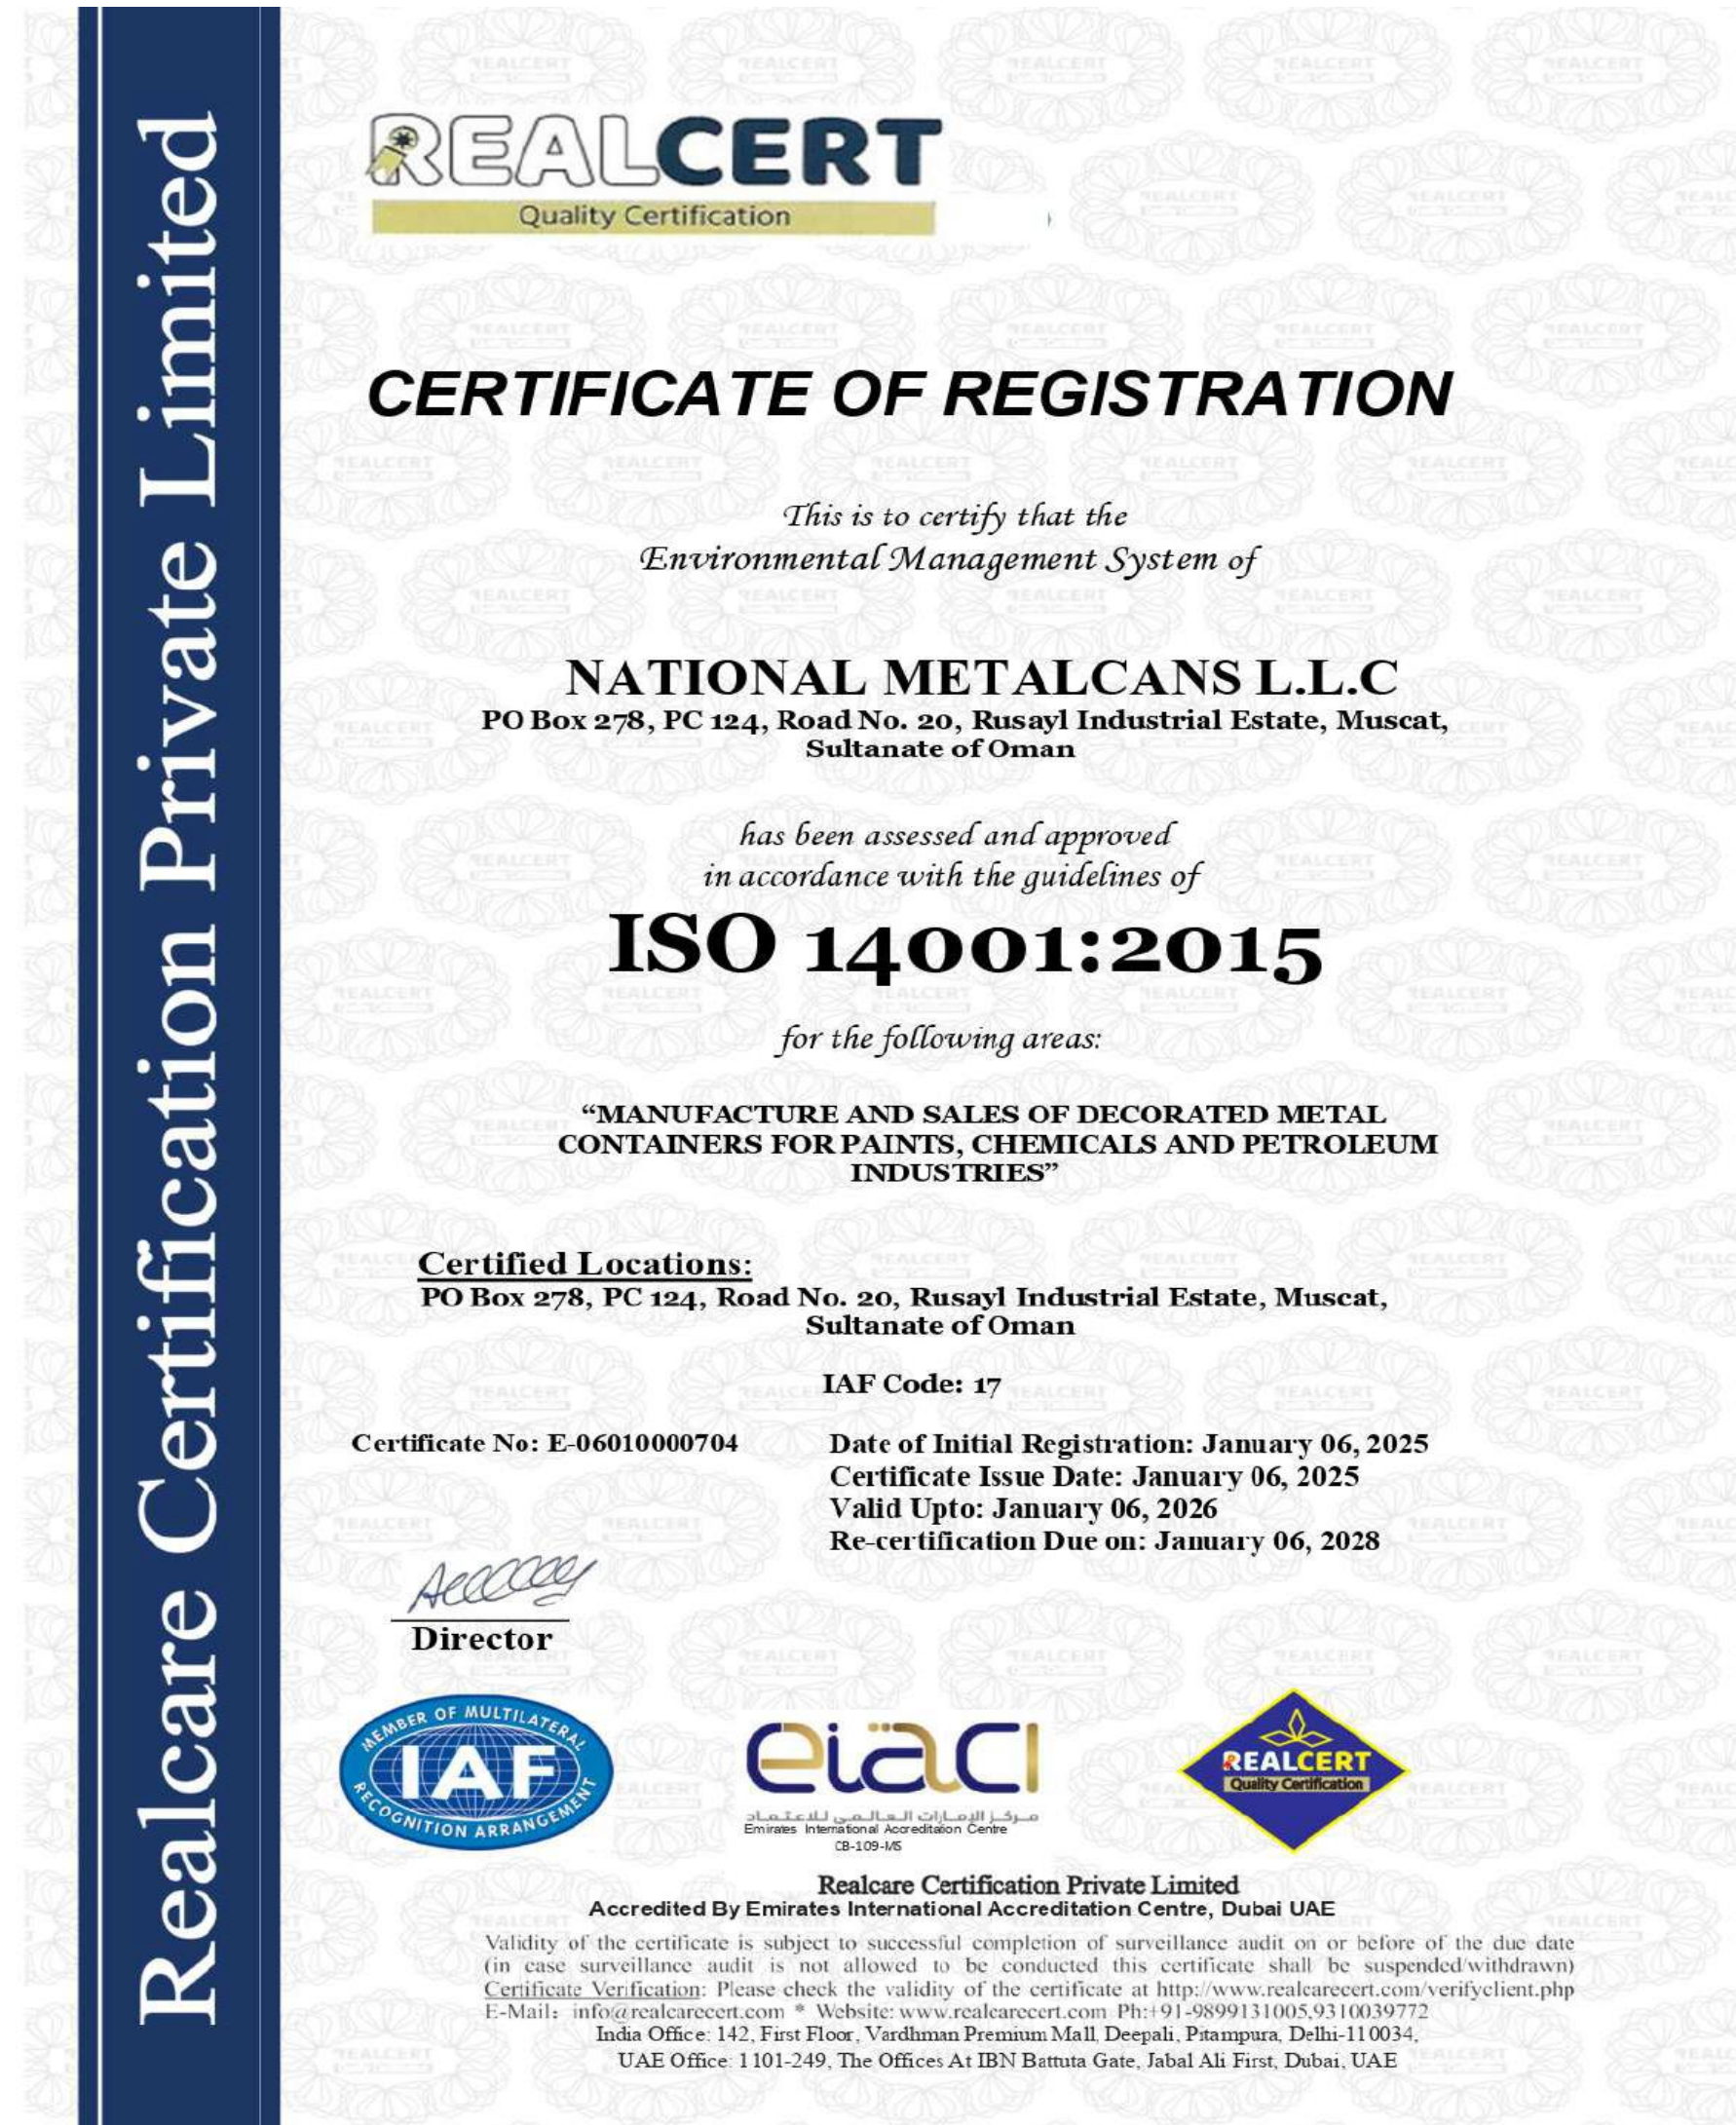 Realcare Certification Private Limited
REALCERT
Quality Certification
CERTIFICATE OF REGISTRATION
This is to certify that the
Environmental Management System of
NATIONAL METALCANS L.L.C
PO Box 278, PC 124, Road No. 20, Rusayl Industrial Estate, Muscat,
Sultanate of Oman
has been assessed and approved
in accordance with the guidelines of
ISO 14001:2015
for the following areas:
“MANUFACTURE AND SALES OF DECORATED METAL
CONTAINERS FOR PAINTS, CHEMICALS AND PETROLEUM
INDUSTRIES”
Certified Locations:
PO Box 278, PC 124, Road No. 20, Rusayl Industrial Estate, Muscat,
Sultanate of Oman
IAF Code: 17
Certificate No: E-06010000704
Date of Initial Registration: January 06, 2025
Certificate Issue Date: January 06, 2025
Valid Upto: January 06, 2026
Re-certification Due on: January 06, 2028
Director
MEMBER OF MULTILATERAL
IAF
RECOGNITION ARRANGEMENT
eiac
مركز الإمارات العالمي للاعتماد
Emirates International Accreditation Centre
CB-109-MS
REALCERT
Quality Certification
Realcare Certification Private Limited
Accredited By Emirates International Accreditation Centre, Dubai UAE
Validity of the certificate is subject to successful completion of surveillance audit on or before of the due date
(in case surveillance audit is not allowed to be conducted this certificate shall be suspended/withdrawn)
Certificate Verification: Please check the validity of the certificate at http://www.realcarecert.com/verifyclient.php
E-Mail: info@realcarecert.com * Website: www.realcarecert.com Ph:+91-9899131005,9310039772
India Office: 142, First Floor, Vardhman Premium Mall, Deepali, Pitampura, Delhi-110034,
UAE Office: 1101-249, The Offices At IBN Battuta Gate, Jabal Ali First, Dubai, UAE